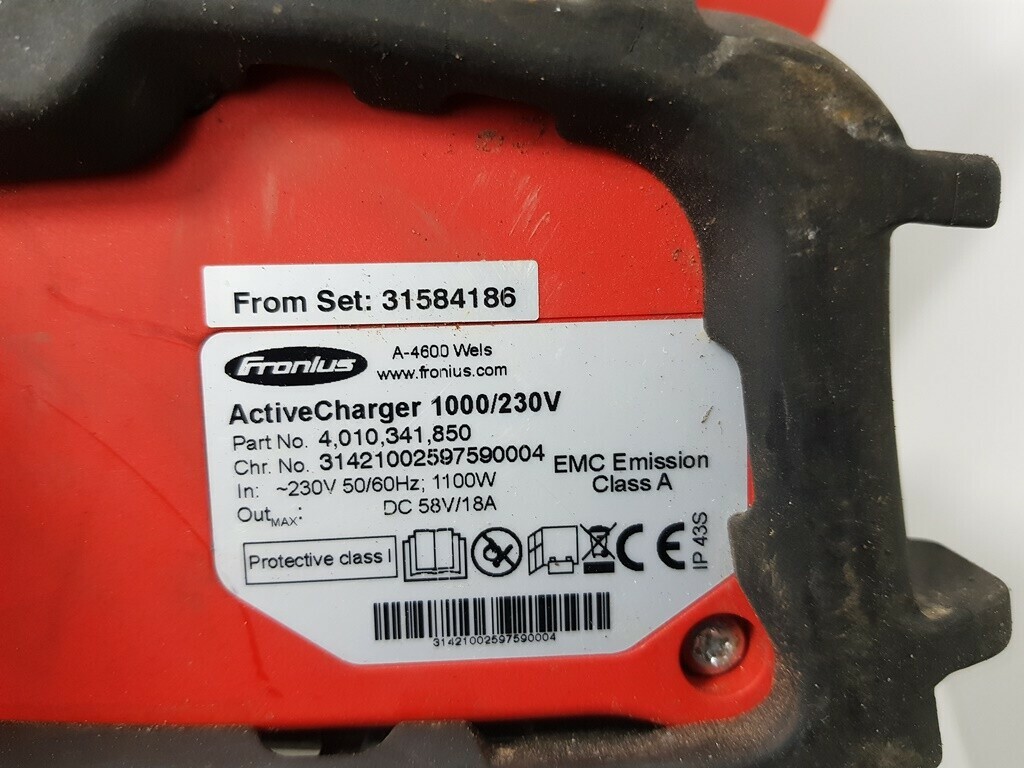 From Set: 31584186
Fronius
A-4600 Wels
www.fronius.com
ActiveCharger 1000/230V
Part No. 4,010,341,850
Chr. No. 31421002597590004
EMC Emission
Class A
In: ~230V 50/60Hz; 1100W
Out MAX: DC 58V/18A
Protective class I
CE
IP 43S
31421002597590004